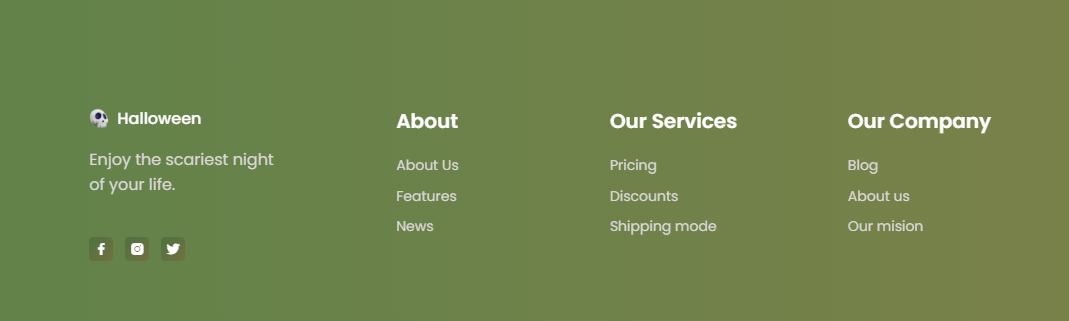 Halloween
Enjoy the scariest night
of your life.
About
About Us
Features
News
Our Services
Pricing
Discounts
Shipping mode
Our Company
Blog
About us
Our mision